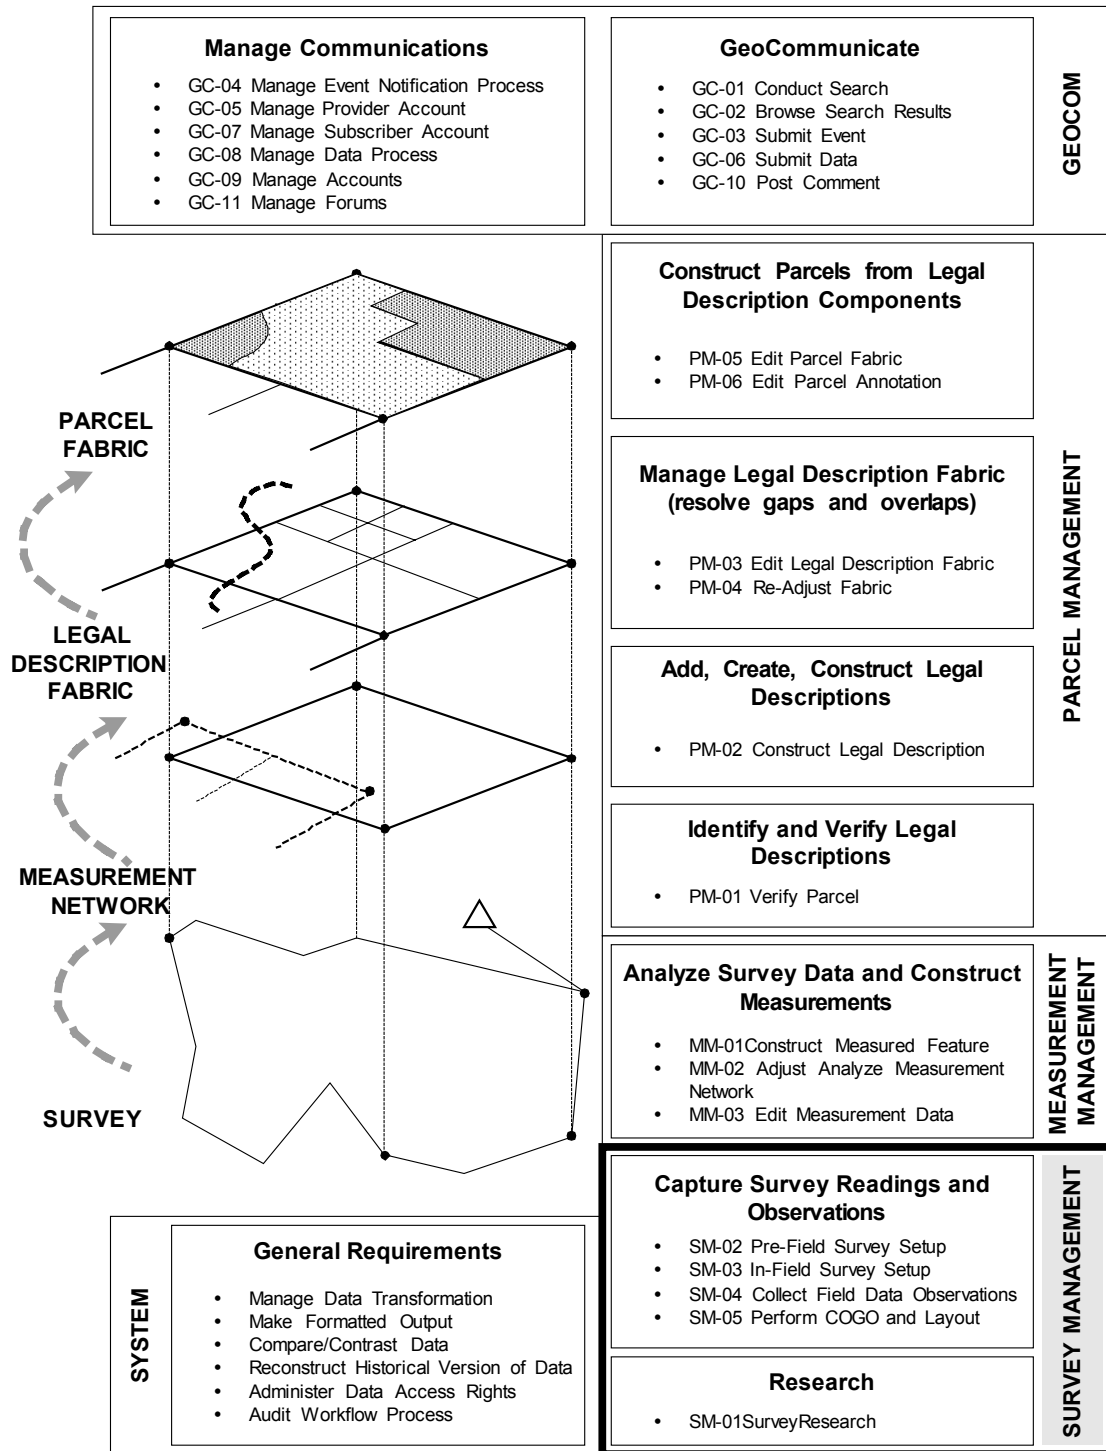 Manage Communications
• GC-04 Manage Event Notification Process
• GC-05 Manage Provider Account
• GC-07 Manage Subscriber Account
• GC-08 Manage Data Process
• GC-09 Manage Accounts
• GC-11 Manage Forums
GeoCommunicate
• GC-01 Conduct Search
• GC-02 Browse Search Results
• GC-03 Submit Event
• GC-06 Submit Data
• GC-10 Post Comment
GEOCOM
PARCEL
FABRIC
LEGAL
DESCRIPTION
FABRIC
MEASUREMENT
NETWORK
SURVEY
Construct Parcels from Legal
Description Components
• PM-05 Edit Parcel Fabric
• PM-06 Edit Parcel Annotation
Manage Legal Description Fabric
(resolve gaps and overlaps)
• PM-03 Edit Legal Description Fabric
• PM-04 Re-Adjust Fabric
Add, Create, Construct Legal
Descriptions
• PM-02 Construct Legal Description
Identify and Verify Legal
Descriptions
• PM-01 Verify Parcel
PARCEL MANAGEMENT
Analyze Survey Data and Construct
Measurements
• MM-01Construct Measured Feature
• MM-02 Adjust Analyze Measurement
Network
• MM-03 Edit Measurement Data
MEASUREMENT
MANAGEMENT
Capture Survey Readings and
Observations
• SM-02 Pre-Field Survey Setup
• SM-03 In-Field Survey Setup
• SM-04 Collect Field Data Observations
• SM-05 Perform COGO and Layout
Research
• SM-01SurveyResearch
SURVEY MANAGEMENT
SYSTEM
General Requirements
• Manage Data Transformation
• Make Formatted Output
• Compare/Contrast Data
• Reconstruct Historical Version of Data
• Administer Data Access Rights
• Audit Workflow Process